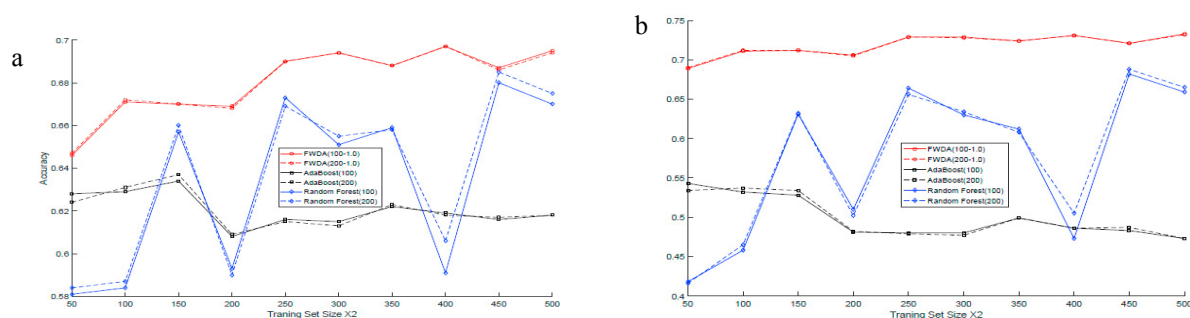 a
0.7
0.68
0.66
0.64
0.62
0.6
0.58
Accuracy
50 100 150 200 250 300 350 400 450 500
Traning Set Size X2
FWDA(100-1.0)
FWDA(200-1.0)
AdaBoost(100)
AdaBoost(200)
Random Forest(100)
Random Forest(200)
b
0.75
0.7
0.65
0.6
0.55
0.5
0.45
0.4
50 100 150 200 250 300 350 400 450 500
Traning Set Size X2
FWDA(100-1.0)
FWDA(200-1.0)
AdaBoost(100)
AdaBoost(200)
Random Forest(100)
Random Forest(200)